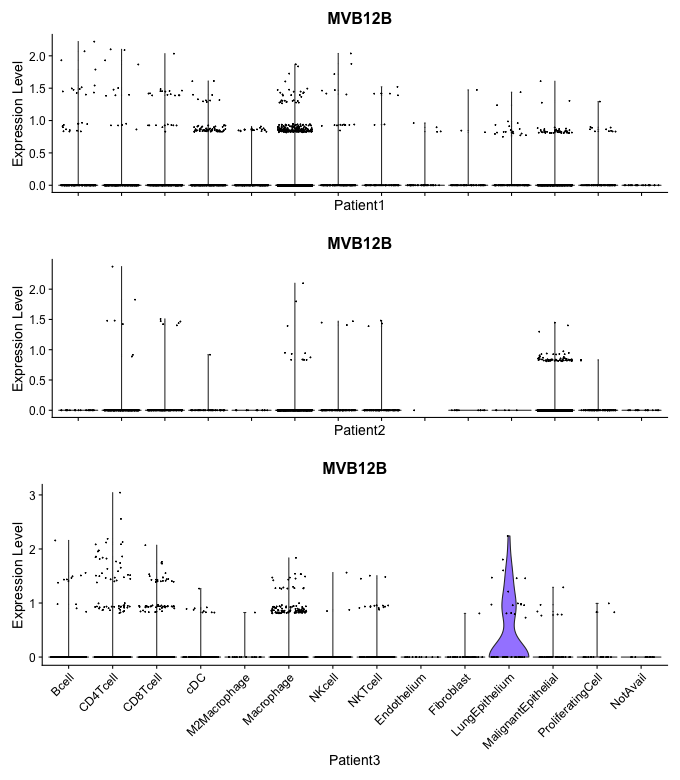 MVB12B
Expression Level
2.0
1.5
1.0
0.5
0.0
Patient1
MVB12B
Expression Level
2.0
1.5
1.0
0.5
0.0
Patient2
MVB12B
Expression Level
3
2
1
0
Bcell
CD4Tcell
CD8Tcell
cDC
M2Macrophage
Macrophage
NKcell
NKTcell
Endothelium
Fibroblast
LungEpithelium
MalignantEpithelial
ProliferatingCell
NotAvail
Patient3